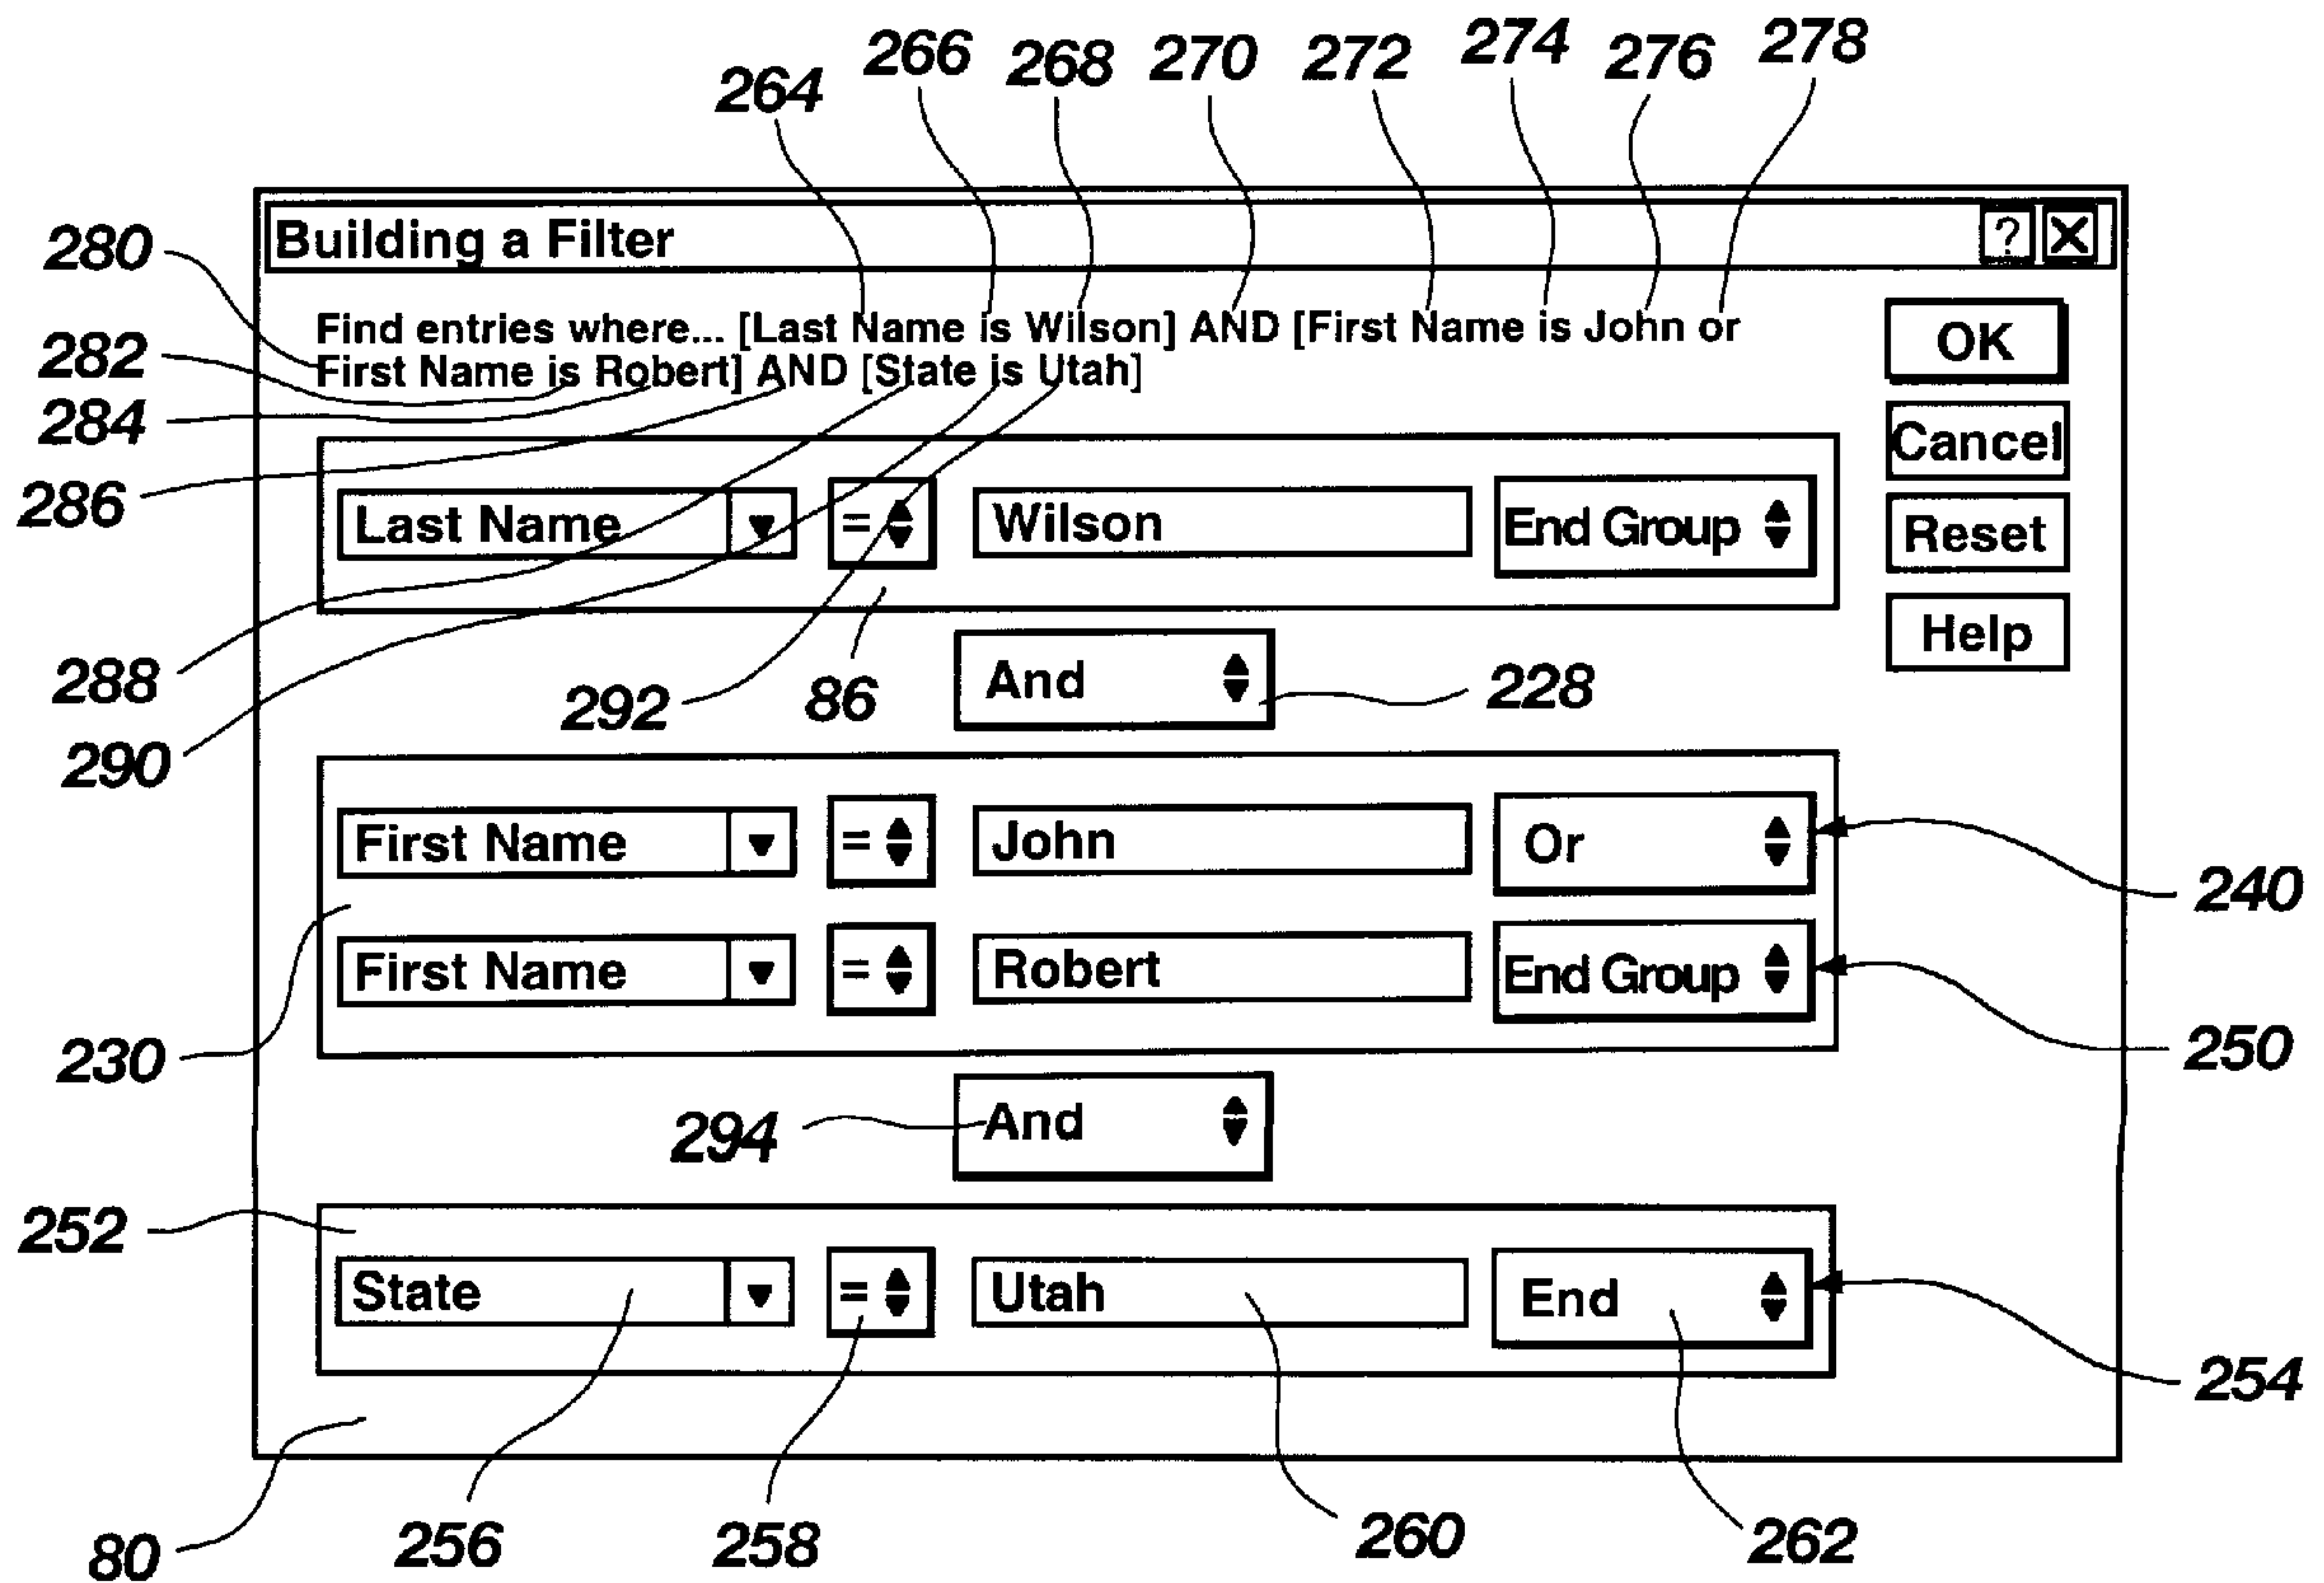 264 266 268 270 272 274 276 278
280 Building a Filter ? X
282 Find entries where... [Last Name is Wilson] AND [First Name is John or
First Name is Robert] AND [State is Utah]
OK
284
Cancel
286 Last Name = Wilson End Group
Reset
Help
288 292 86 And 228
290
First Name = John Or
240
First Name = Robert End Group
230 250
294 And
252
State = Utah End
254
80 256 258 260 262